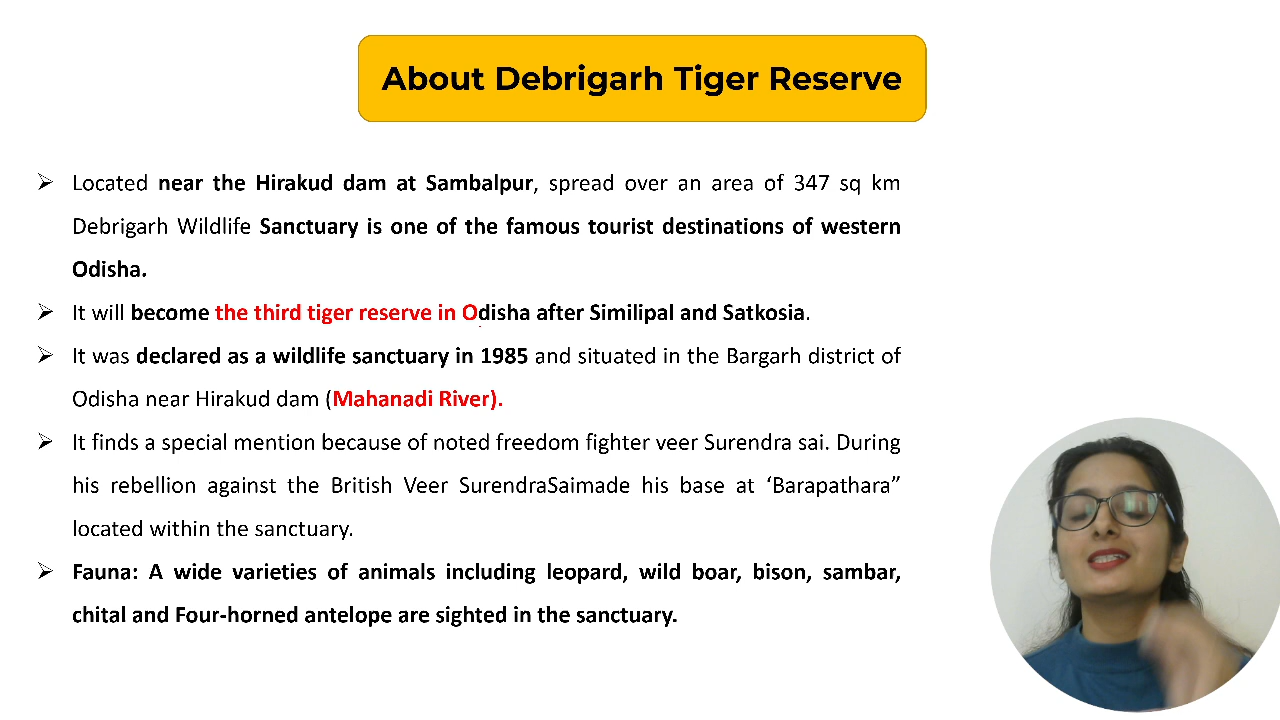 About Debrigarh Tiger Reserve
➢ Located near the Hirakud dam at Sambalpur, spread over an area of 347 sq km
Debrigarh Wildlife Sanctuary is one of the famous tourist destinations of western
Odisha.
➢ It will become the third tiger reserve in Odisha after Similipal and Satkosia.
➢ It was declared as a wildlife sanctuary in 1985 and situated in the Bargarh district of
Odisha near Hirakud dam (Mahanadi River).
➢ It finds a special mention because of noted freedom fighter veer Surendra sai. During
his rebellion against the British Veer SurendraSaimade his base at ‘Barapathara”
located within the sanctuary.
➢ Fauna: A wide varieties of animals including leopard, wild boar, bison, sambar,
chital and Four-horned antelope are sighted in the sanctuary.